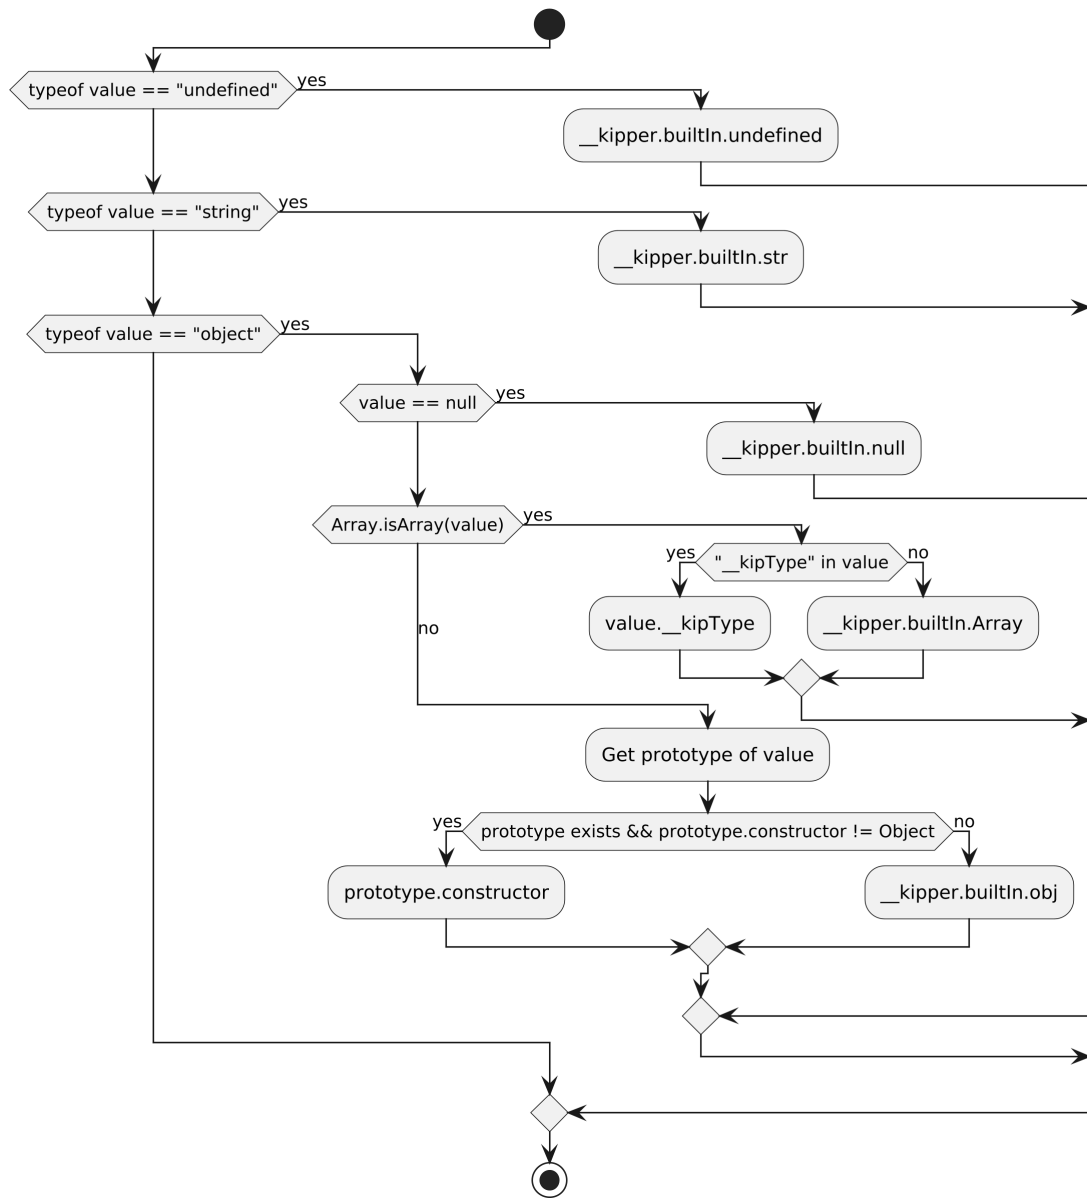 typeof value == "undefined"
yes
__kipper.builtIn.undefined
typeof value == "string"
yes
__kipper.builtIn.str
typeof value == "object"
yes
value == null
yes
__kipper.builtIn.null
Array.isArray(value)
yes
yes
"__kipType" in value
no
value.__kipType
__kipper.builtIn.Array
no
Get prototype of value
yes
prototype exists && prototype.constructor != Object
no
prototype.constructor
__kipper.builtIn.obj